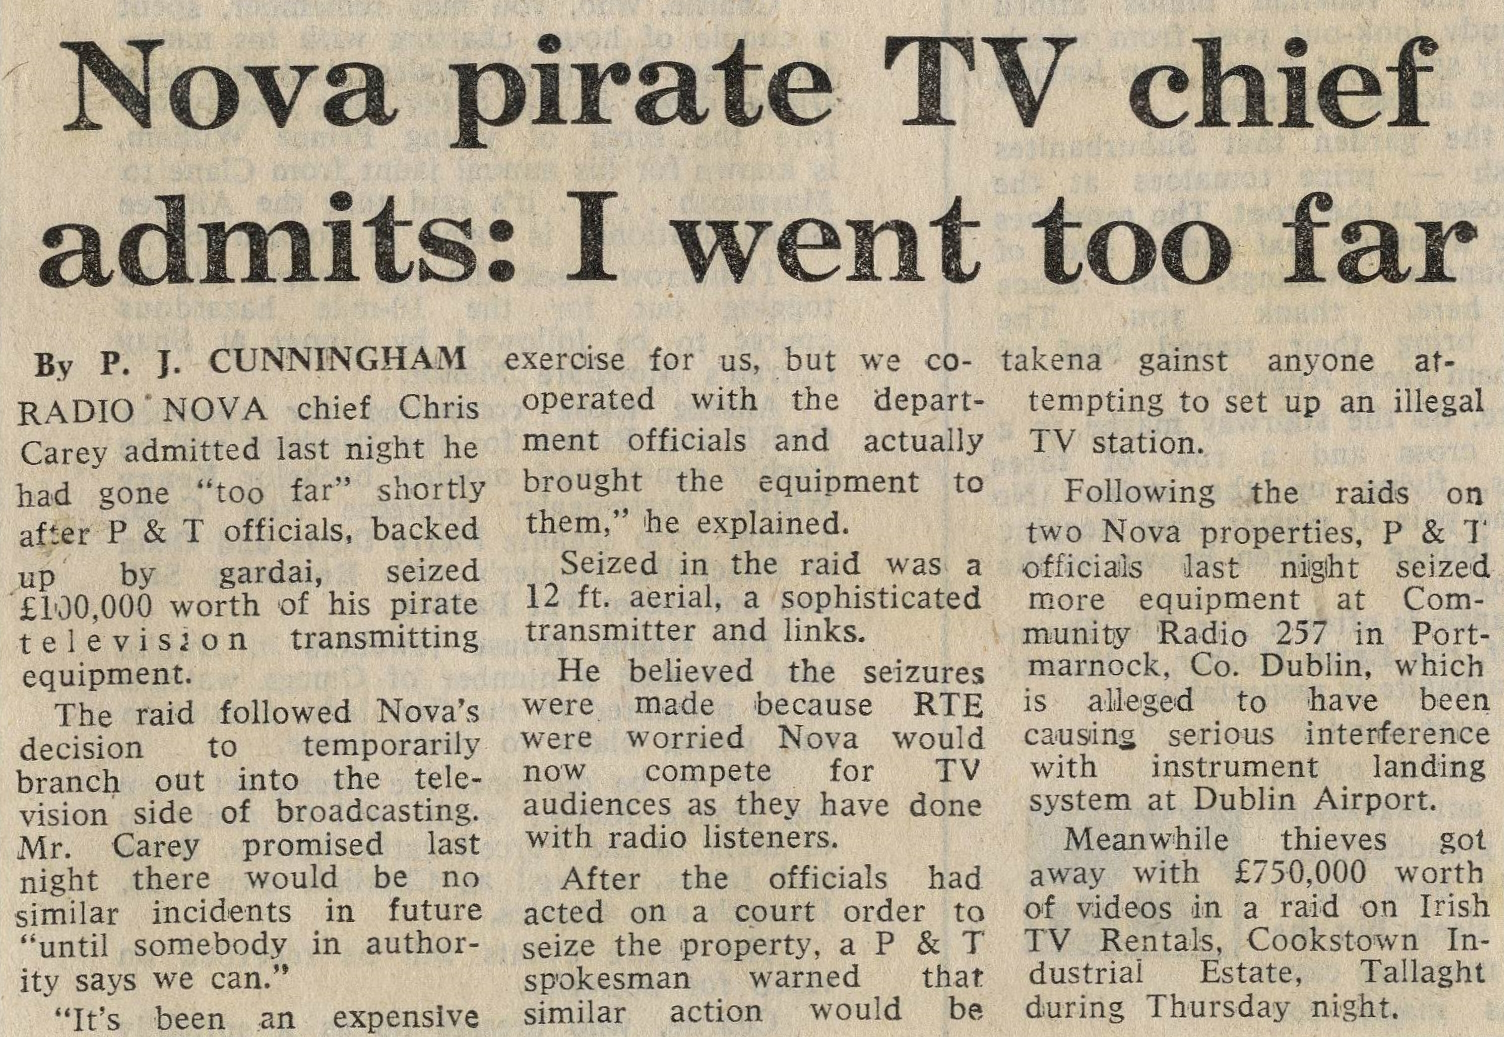 Nova pirate TV chief
admits: I went too far
By P. J. CUNNINGHAM
RADIO NOVA chief Chris
Carey admitted last night he
had gone “too far” shortly
after P & T officials, backed
up by gardai, seized
£100,000 worth of his pirate
television transmitting
equipment.
The raid followed Nova's
decision to temporarily
branch out into the tele-
vision side of broadcasting.
Mr. Carey promised last
night there would be no
similar incidents in future
“until somebody in author-
ity says we can.”
“It's been an expensive
exercise for us, but we co-
operated with the depart-
ment officials and actually
brought the equipment to
them,” he explained.
Seized in the raid was a
12 ft. aerial, a sophisticated
transmitter and links.
He believed the seizures
were made because RTE
were worried Nova would
now compete for TV
audiences as they have done
with radio listeners.
After the officials had
acted on a court order to
seize the property, a P & T
spokesman warned that
similar action would be
takena gainst anyone at-
tempting to set up an illegal
TV station.
Following the raids on
two Nova properties, P & T
officials last night seized
more equipment at Com-
munity Radio 257 in Port-
marnock, Co. Dublin, which
is alleged to have been
causing serious interference
with instrument landing
system at Dublin Airport.
Meanwhile thieves got
away with £750,000 worth
of videos in a raid on Irish
TV Rentals, Cookstown In-
dustrial Estate, Tallaght
during Thursday night.